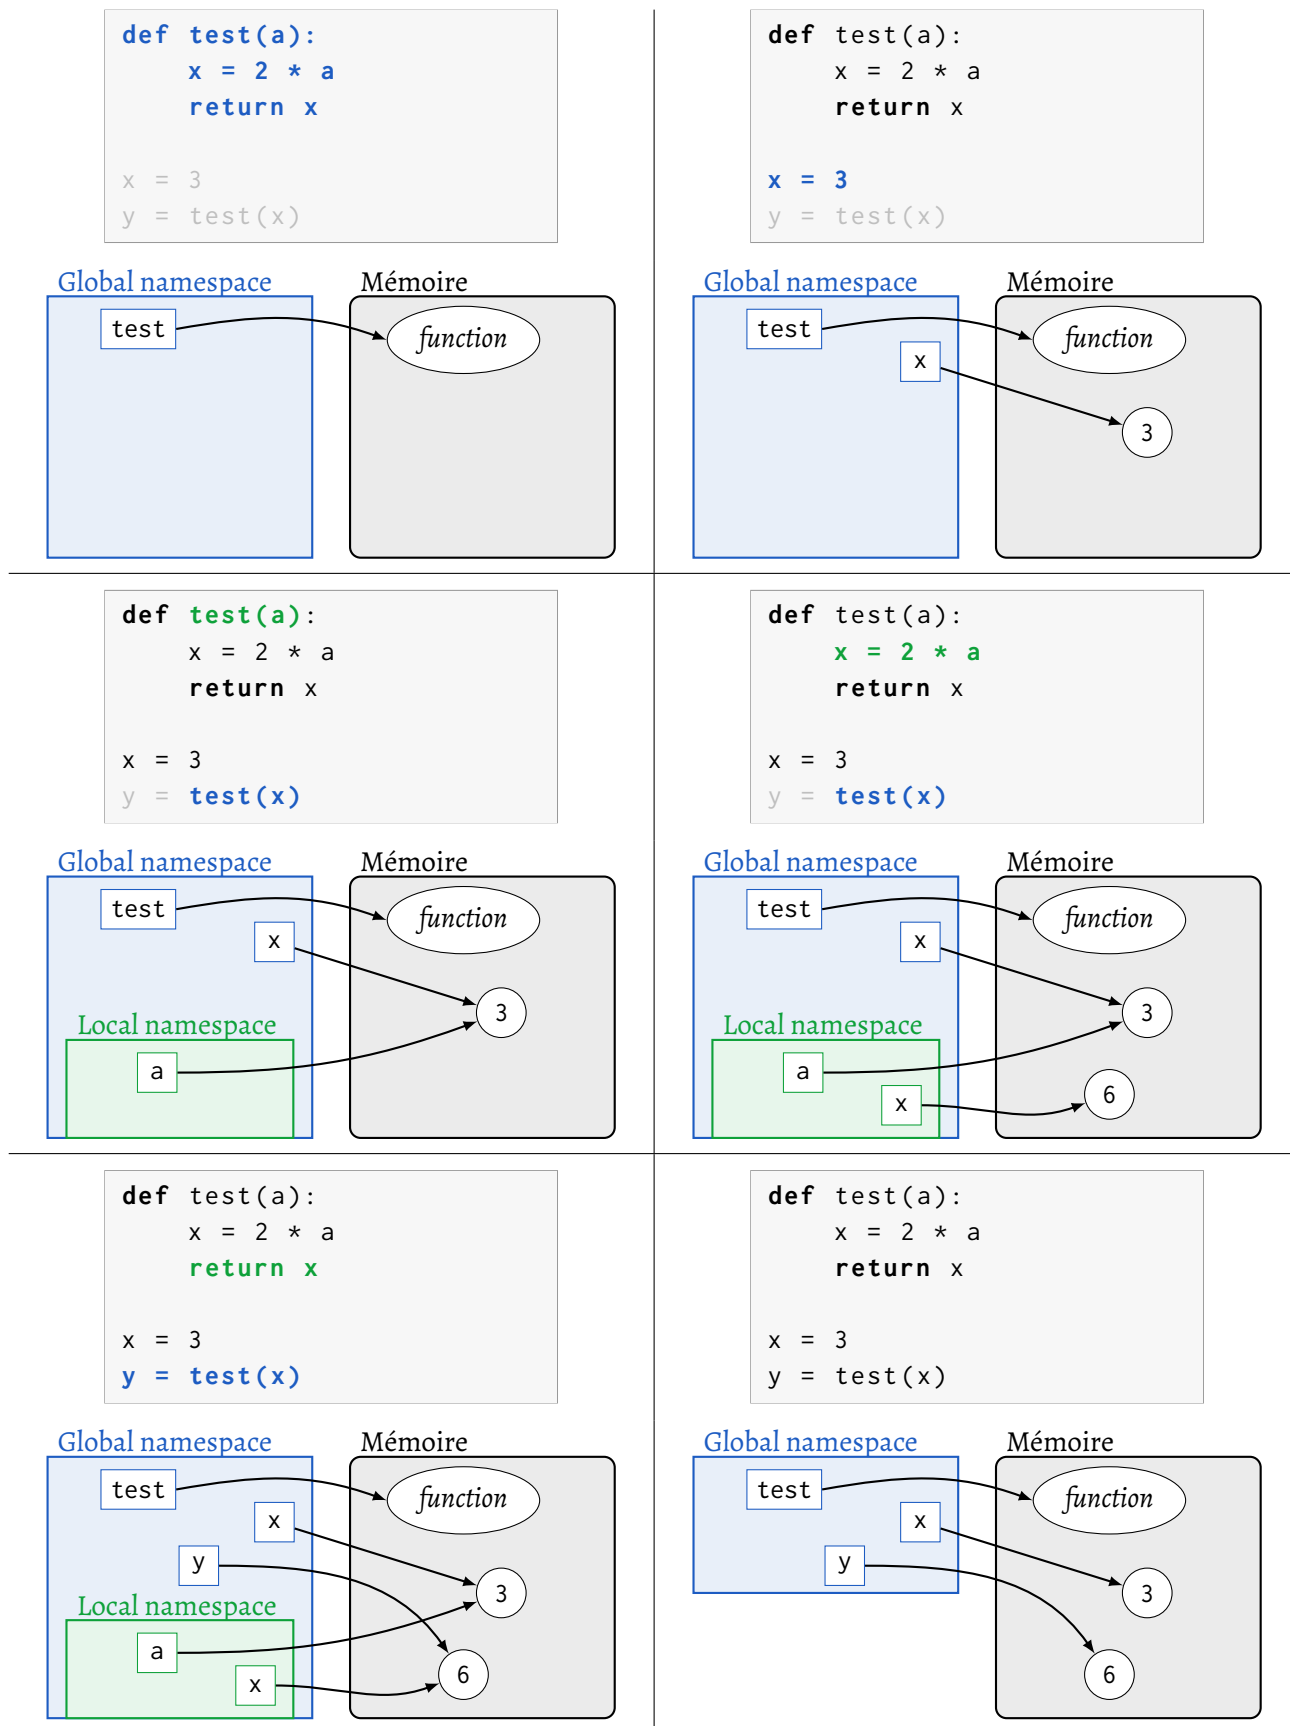 def test(a):
    x = 2 * a
    return x
x = 3
y = test(x)
Global namespace
Mémoire
test
function
def test(a):
    x = 2 * a
    return x
x = 3
y = test(x)
Global namespace
Mémoire
test
function
x
3
def test(a):
    x = 2 * a
    return x
x = 3
y = test(x)
Global namespace
Mémoire
test
function
x
3
Local namespace
a
def test(a):
    x = 2 * a
    return x
x = 3
y = test(x)
Global namespace
Mémoire
test
function
x
3
Local namespace
a
6
x
def test(a):
    x = 2 * a
    return x
x = 3
y = test(x)
Global namespace
Mémoire
test
function
x
y
3
Local namespace
a
6
x
def test(a):
    x = 2 * a
    return x
x = 3
y = test(x)
Global namespace
Mémoire
test
function
x
y
3
6